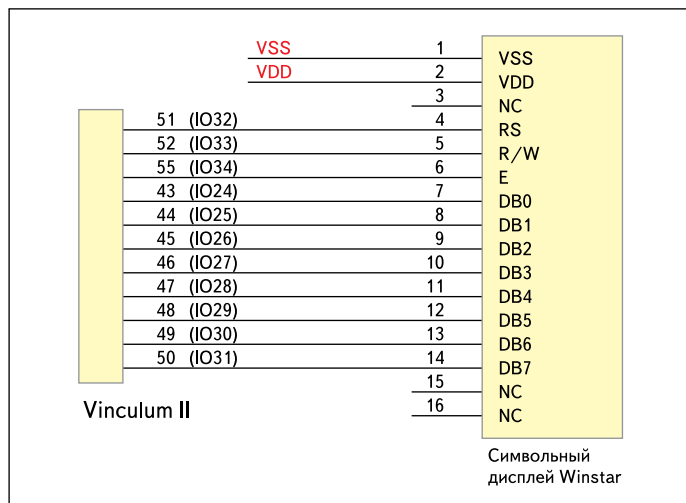 VSS 1 VSS
VDD 2 VDD
3 NC
51 (IO32) 4 RS
52 (IO33) 5 R/W
55 (IO34) 6 E
43 (IO24) 7 DB0
44 (IO25) 8 DB1
45 (IO26) 9 DB2
46 (IO27) 10 DB3
47 (IO28) 11 DB4
48 (IO29) 12 DB5
49 (IO30) 13 DB6
50 (IO31) 14 DB7
15 NC
16 NC
Vinculum II
Символьный
дисплей Winstar